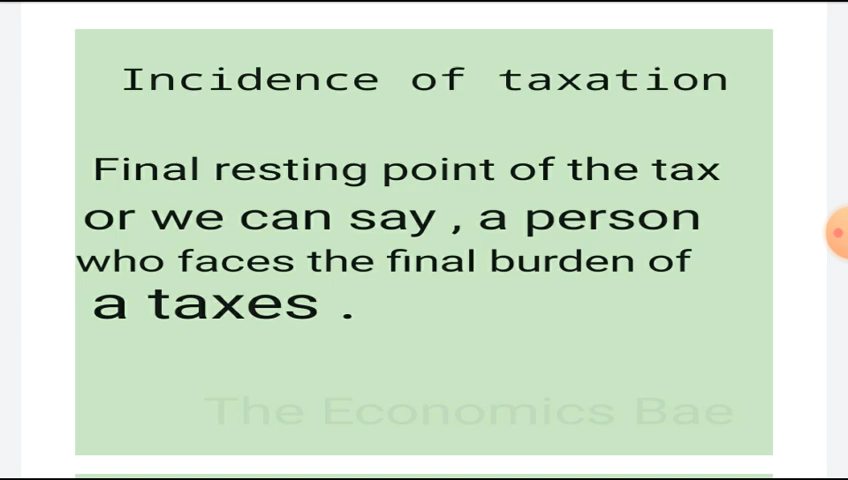 Incidence of taxation
Final resting point of the tax
or we can say , a person
who faces the final burden of
a taxes .
The Economics Bae